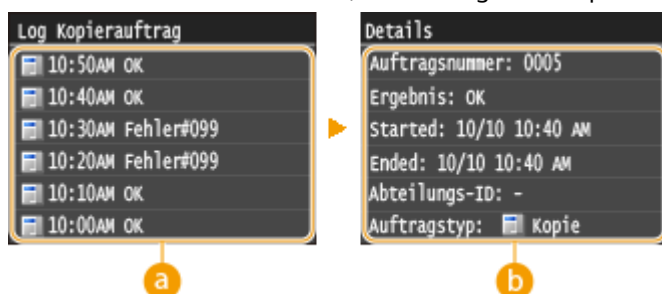 Log Kopierauftrag
10:50AM OK
10:40AM OK
10:30AM Fehler#099
10:20AM Fehler#099
10:10AM OK
10:00AM OK
a
Details
Auftragsnummer: 0005
Ergebnis: OK
Started: 10/10 10:40 AM
Ended: 10/10 10:40 AM
Abteilungs-ID: -
Auftragstyp: Kopie
b